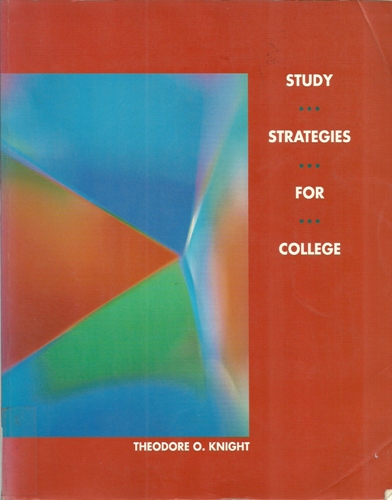 STUDY
STRATEGIES
FOR
COLLEGE
THEODORE O. KNIGHT